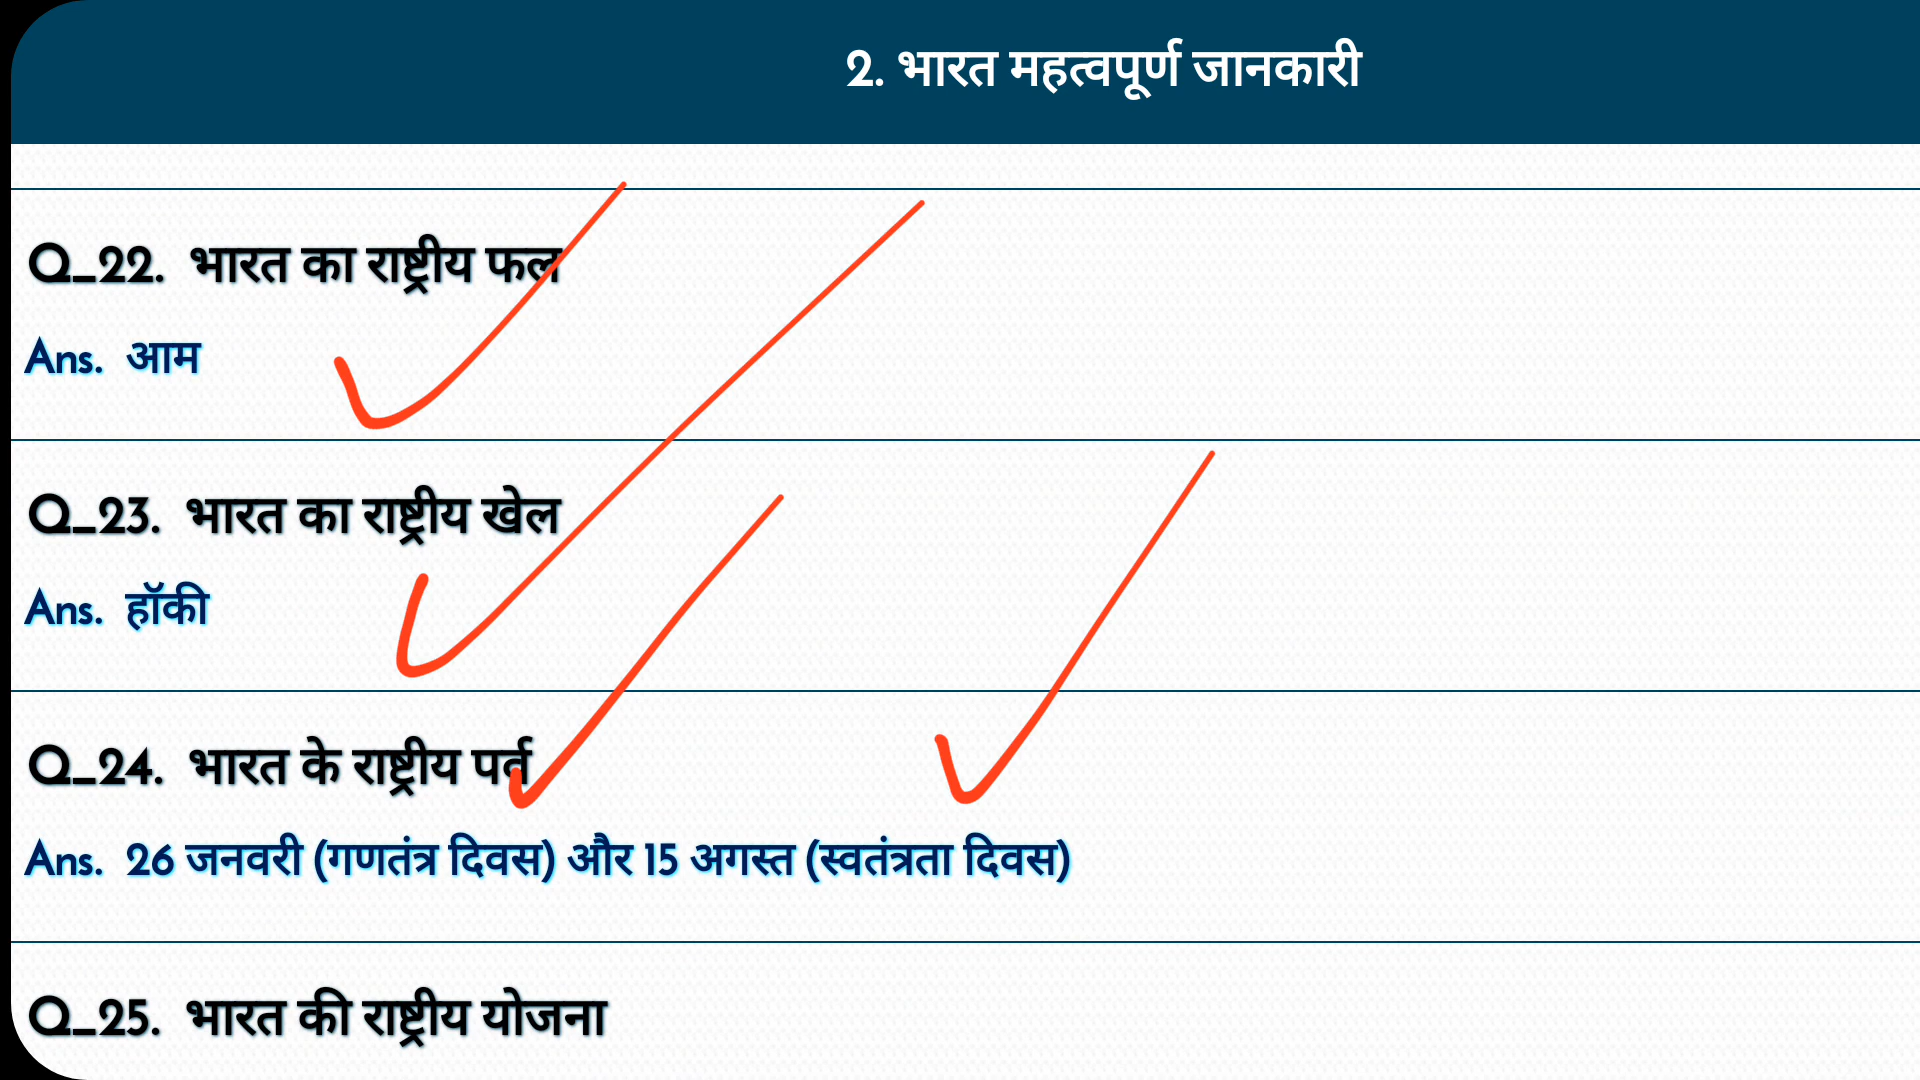 2. भारत महत्वपूर्ण जानकारी
Q_22. भारत का राष्ट्रीय फल
Ans. आम
Q_23. भारत का राष्ट्रीय खेल
Ans. हॉकी
Q_24. भारत के राष्ट्रीय पर्व
Ans. 26 जनवरी (गणतंत्र दिवस) और 15 अगस्त (स्वतंत्रता दिवस)
Q_25. भारत की राष्ट्रीय योजना